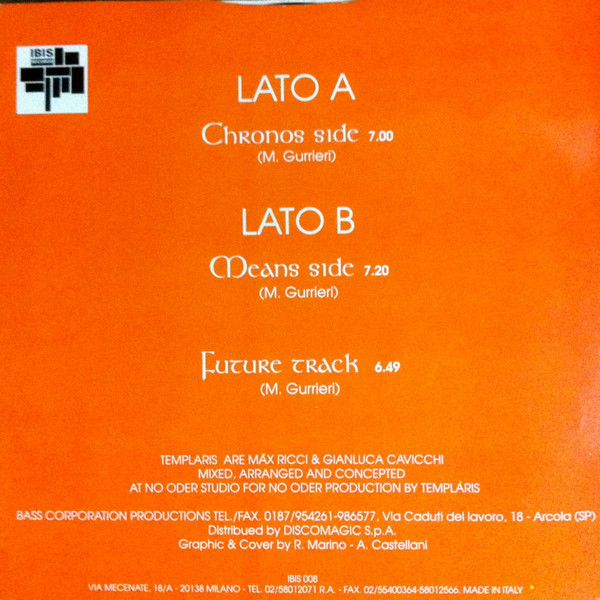 IBIS
LATO A
Chronos side 7.00
(M. Gurrieri)
LATO B
Means side 7.20
(M. Gurrieri)
Future track 6.49
(M. Gurrieri)
TEMPLARIS ARE MÁX RICCI & GIANLUCA CAVICCHI
MIXED, ARRANGED AND CONCEPTED
AT NO ODER STUDIO FOR NO ODER PRODUCTION BY TEMPLÁRIS
BASS CORPORATION PRODUCTIONS TEL./FAX. 0187/954261-986577, Via Caduti del lavoro, 18 - Arcola (SP)
Distribued by DISCOMAGIC S.p.A.
Graphic & Cover by R. Marino - A. Castellani
IBIS 008
VIA MECENATE, 18/A - 20138 MILANO - TEL. 02/58012071 R.A. - FAX. 02/55400364-58012566. MADE IN ITALY